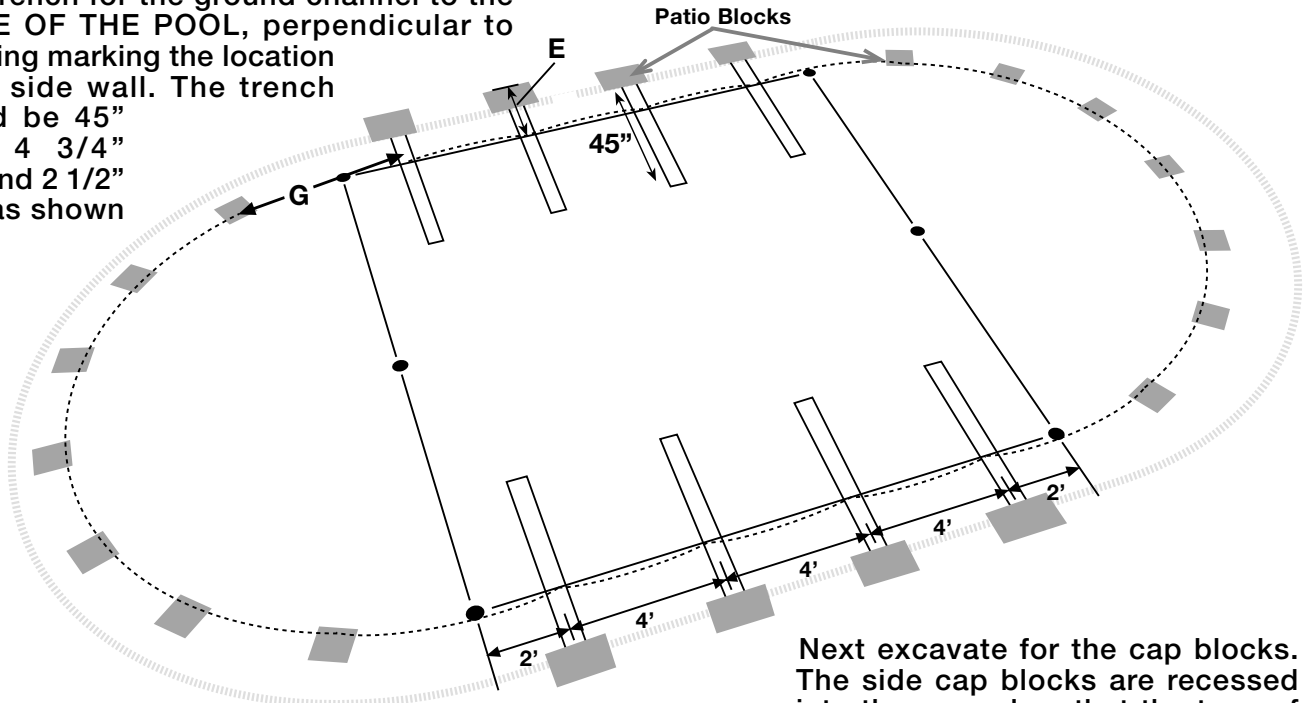 rench for the ground channel to the
E OF THE POOL, perpendicular to
ing marking the location
side wall. The trench
d be 45”
4 3/4”
nd 2 1/2”
as shown
Patio Blocks
E
45”
G
2’
4’
4’
4’
2’
Next excavate for the cap blocks.
The side cap blocks are recessed